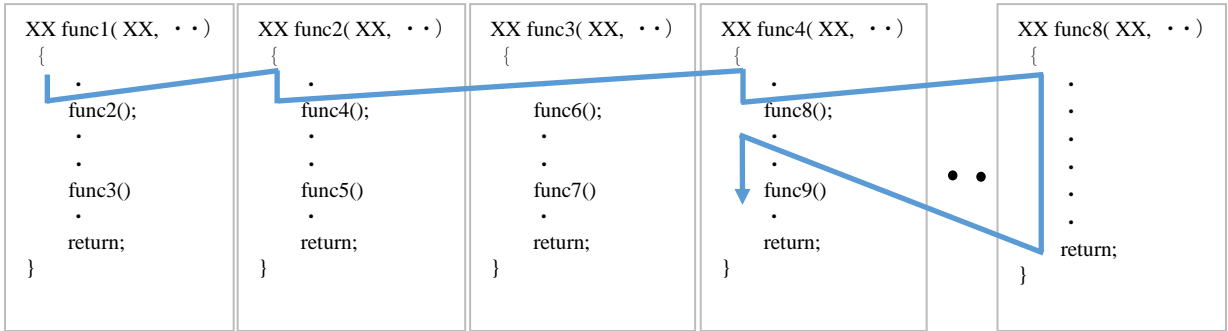 XX func1( XX, ・・)
{
・
func2();
・
・
func3()
・
return;
}
XX func2( XX, ・・)
{
・
func4();
・
・
func5()
・
return;
}
XX func3( XX, ・・)
{
func6();
・
・
func7()
・
return;
}
XX func4( XX, ・・)
{
・
func8();
・
・
func9()
・
return;
}
● ●
XX func8( XX, ・・)
{
・
・
・
・
・
・
return;
}